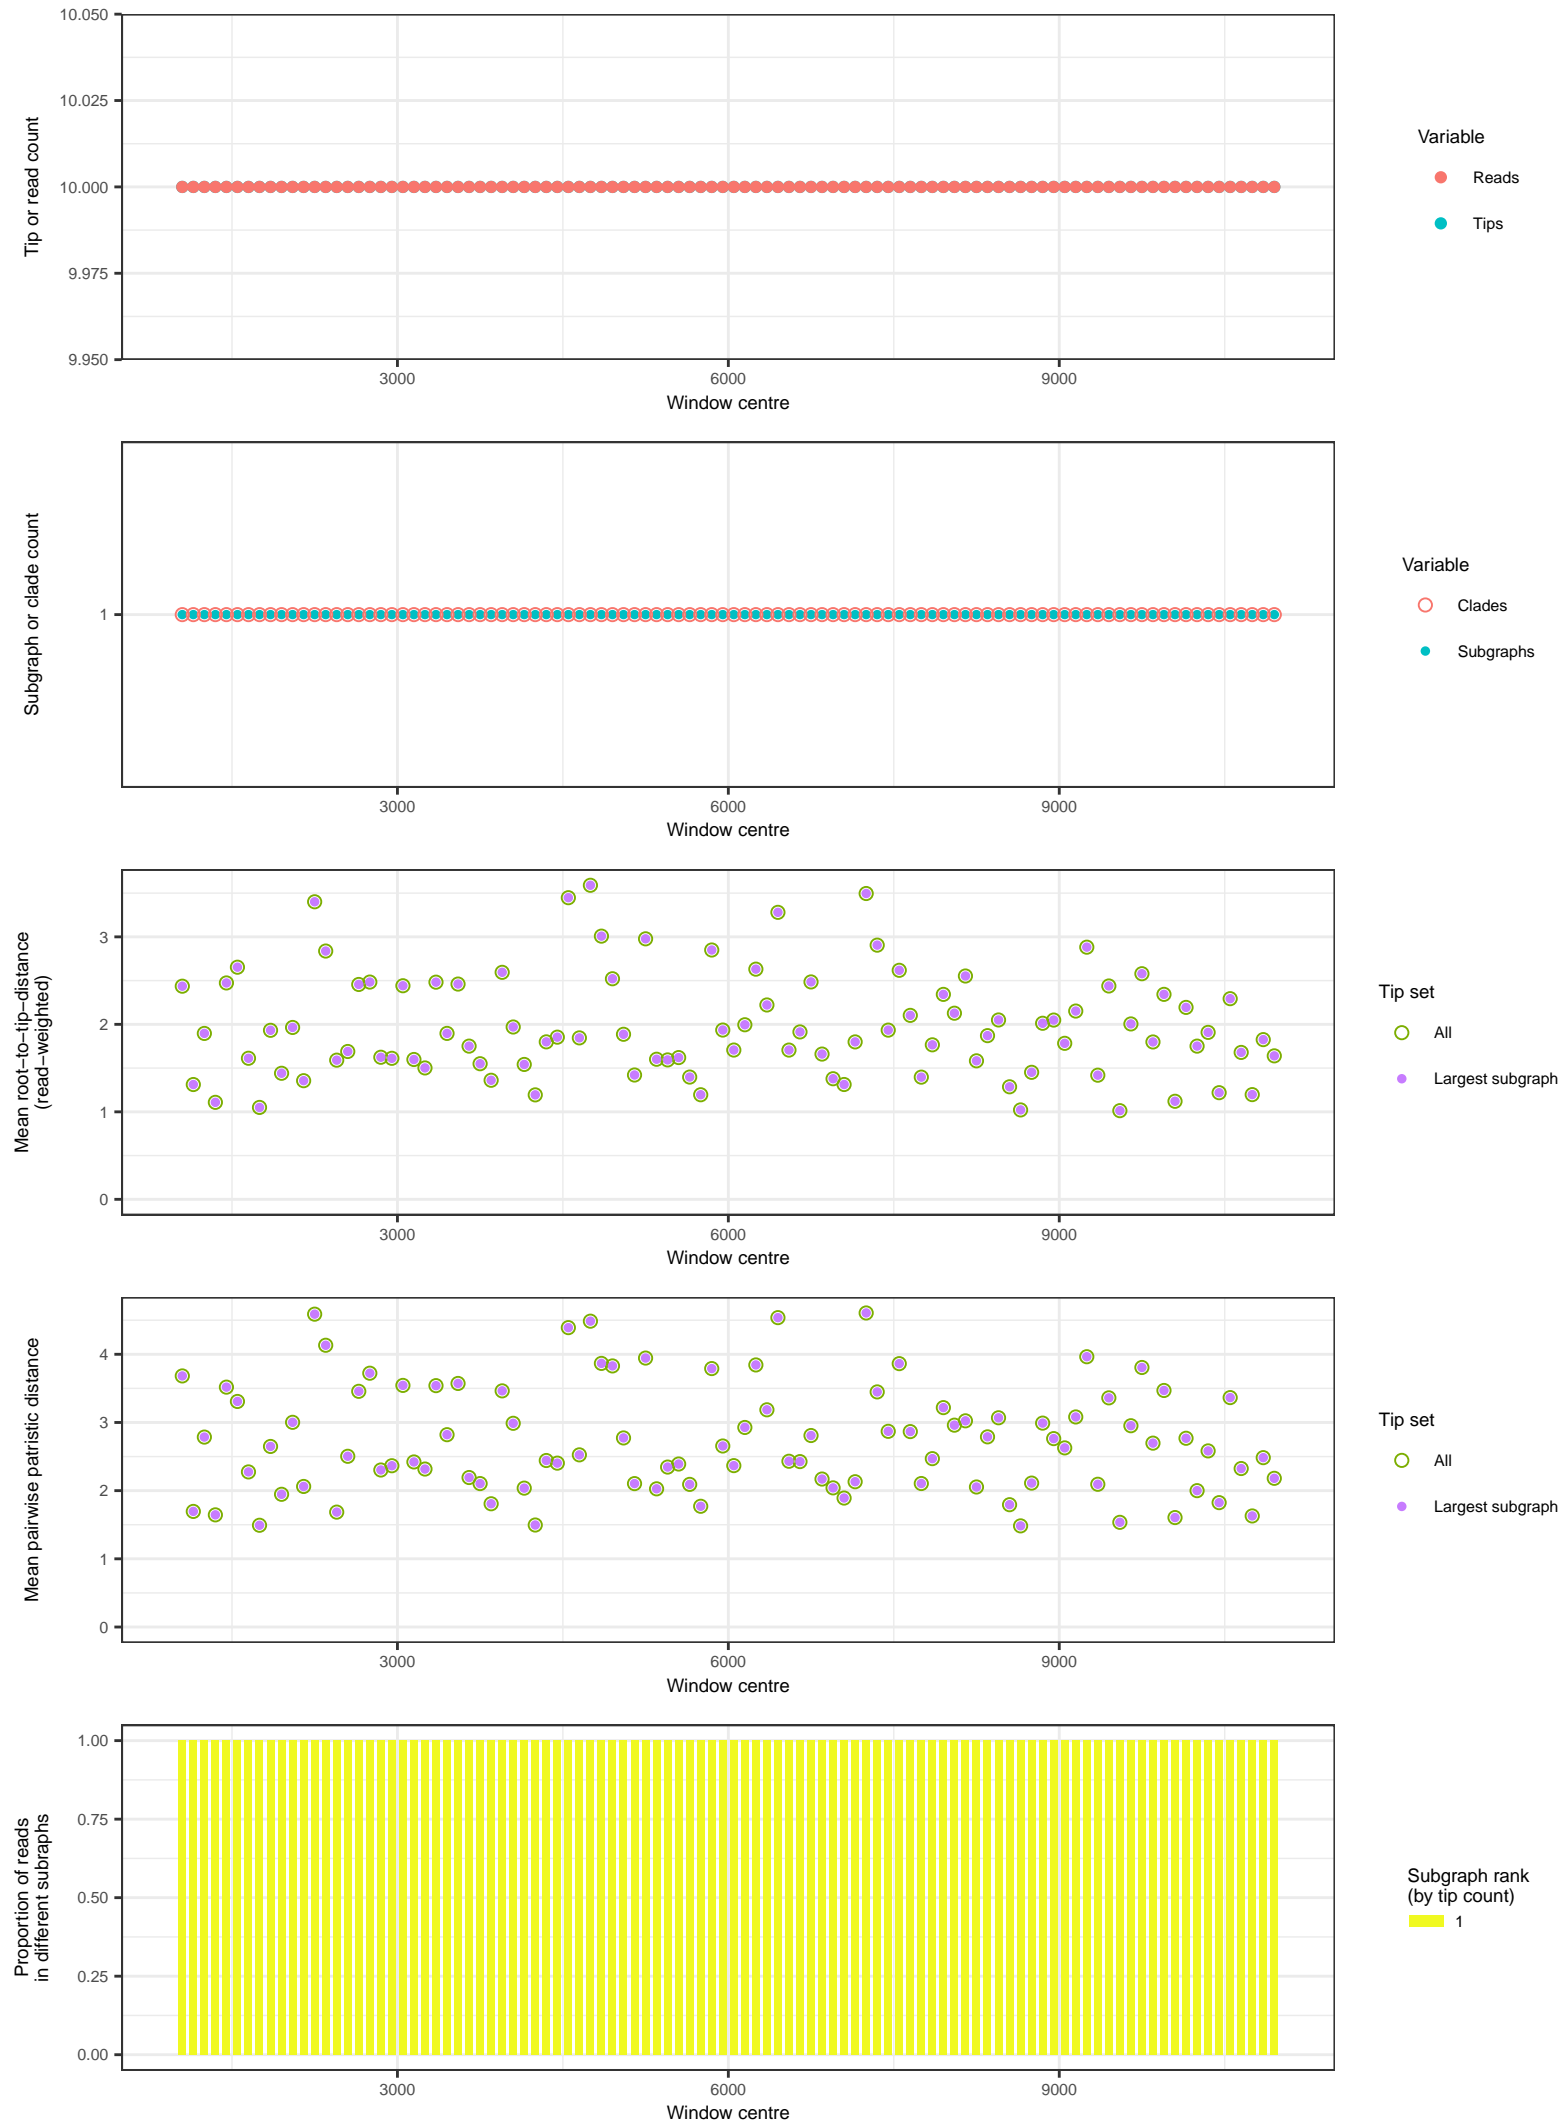 10.050
10.025
10.000
9.975
9.950
Tip or read count
3000
6000
9000
Window centre
Variable
Reads
Tips
1
Subgraph or clade count
3000
6000
9000
Window centre
Variable
Clades
Subgraphs
3
2
1
0
Mean root−to−tip−distance
(read−weighted)
3000
6000
9000
Window centre
Tip set
All
Largest subgraph
4
3
2
1
0
Mean pairwise patristic distance
3000
6000
9000
Window centre
Tip set
All
Largest subgraph
1.00
0.75
0.50
0.25
0.00
Proportion of reads
in different subraphs
3000
6000
9000
Window centre
Subgraph rank
(by tip count)
1